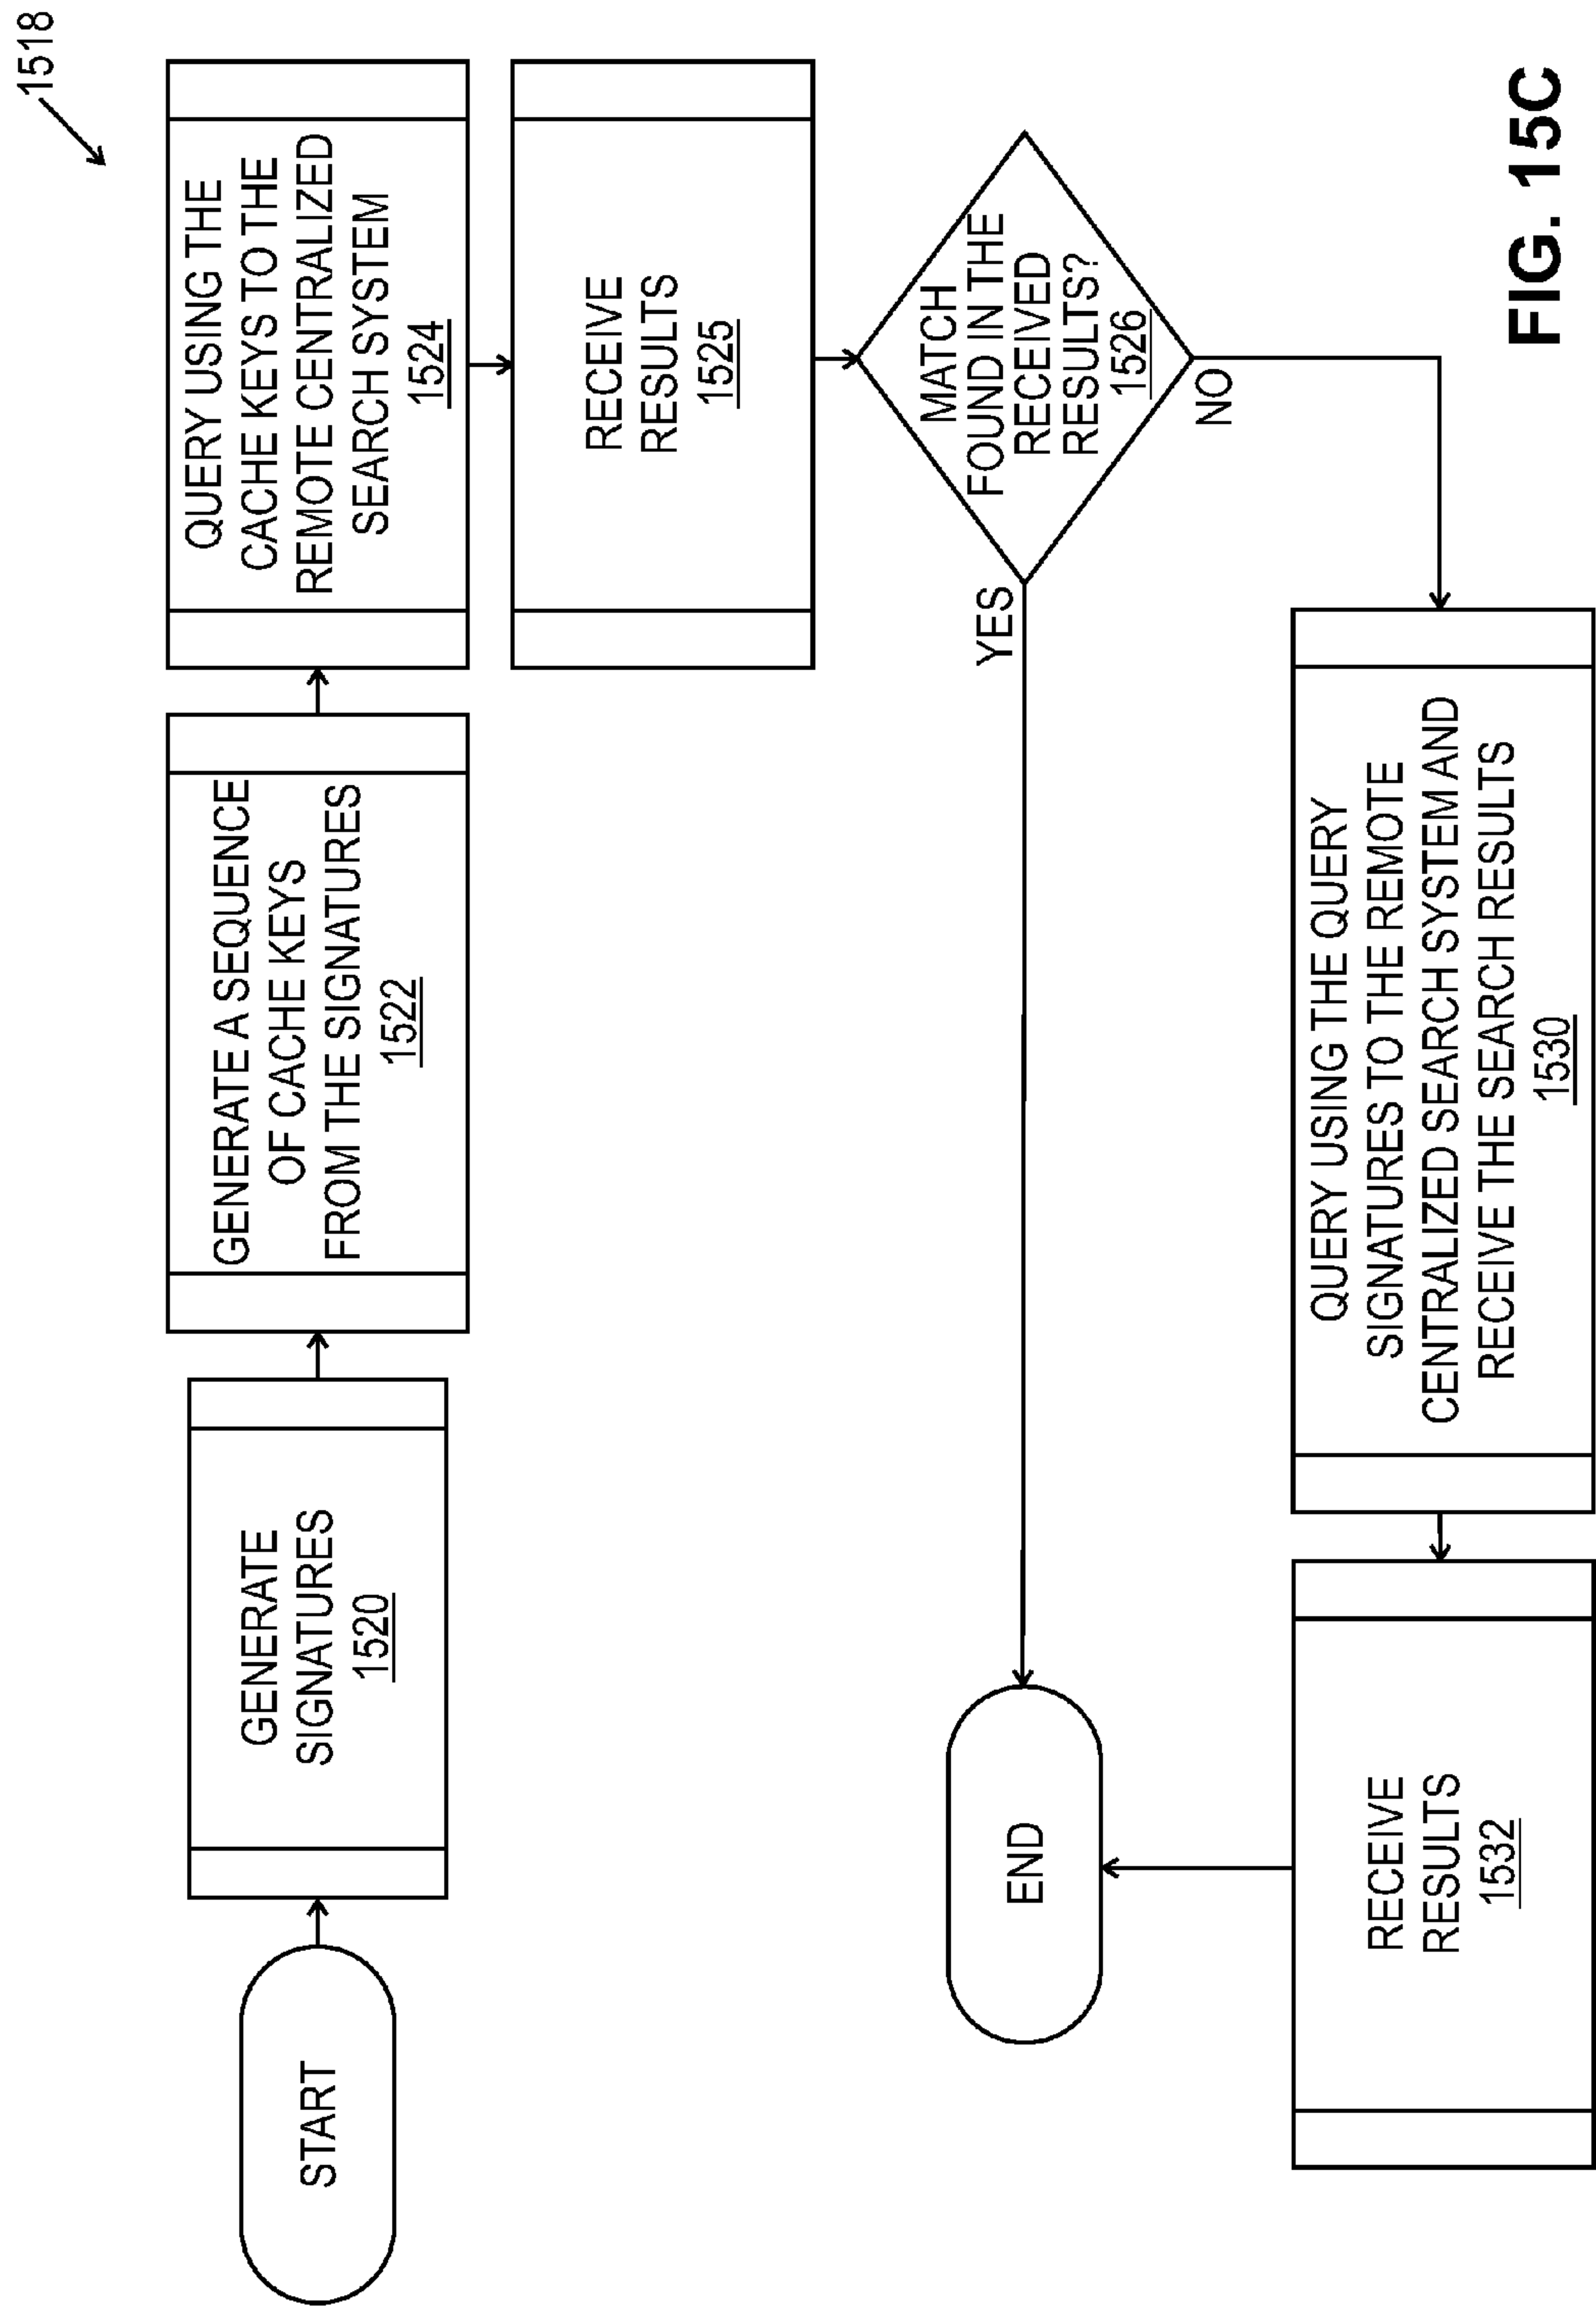 1518
START
GENERATE
SIGNATURES
1520
GENERATE A SEQUENCE
OF CACHE KEYS
FROM THE SIGNATURES
1522
QUERY USING THE
CACHE KEYS TO THE
REMOTE CENTRALIZED
SEARCH SYSTEM
1524
RECEIVE
RESULTS
1525
MATCH
FOUND IN THE
RECEIVED
RESULTS?
1526
YES
NO
END
RECEIVE
RESULTS
1532
QUERY USING THE QUERY
SIGNATURES TO THE REMOTE
CENTRALIZED SEARCH SYSTEM AND
RECEIVE THE SEARCH RESULTS
1530
FIG. 15C